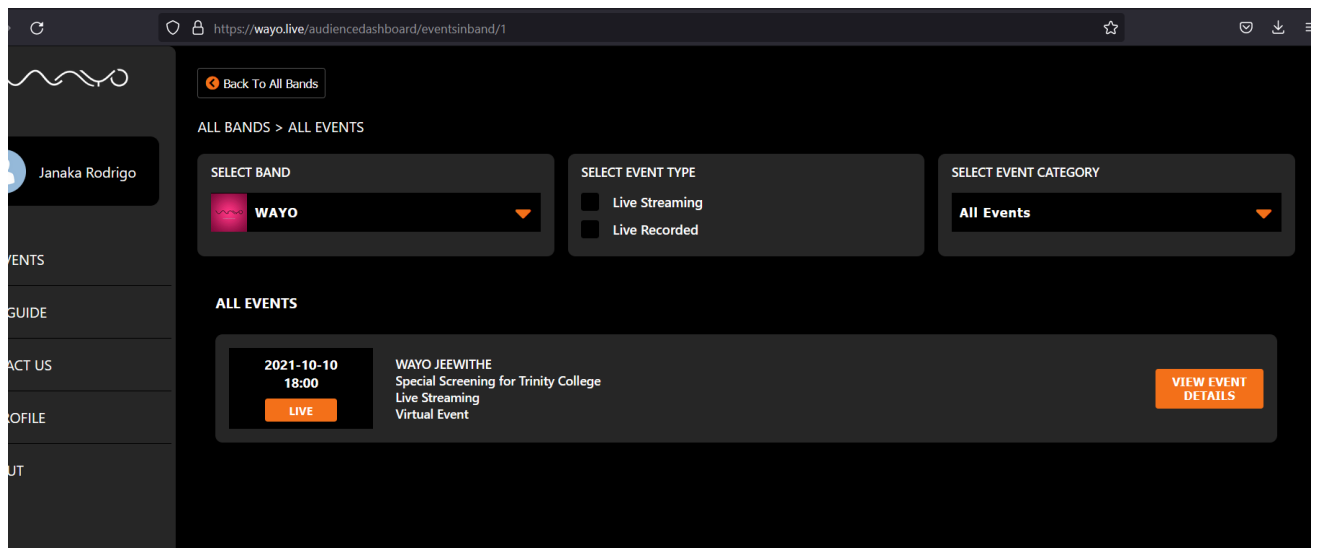 https://wayo.live/audiencedashboard/eventsinband/1
WAYO
Janaka Rodrigo
VENTS
GUIDE
ACT US
ROFILE
UT
Back To All Bands
ALL BANDS > ALL EVENTS
SELECT BAND
WAYO
SELECT EVENT TYPE
Live Streaming
Live Recorded
SELECT EVENT CATEGORY
All Events
ALL EVENTS
2021-10-10
18:00
LIVE
WAYO JEEWITHE
Special Screening for Trinity College
Live Streaming
Virtual Event
VIEW EVENT
DETAILS